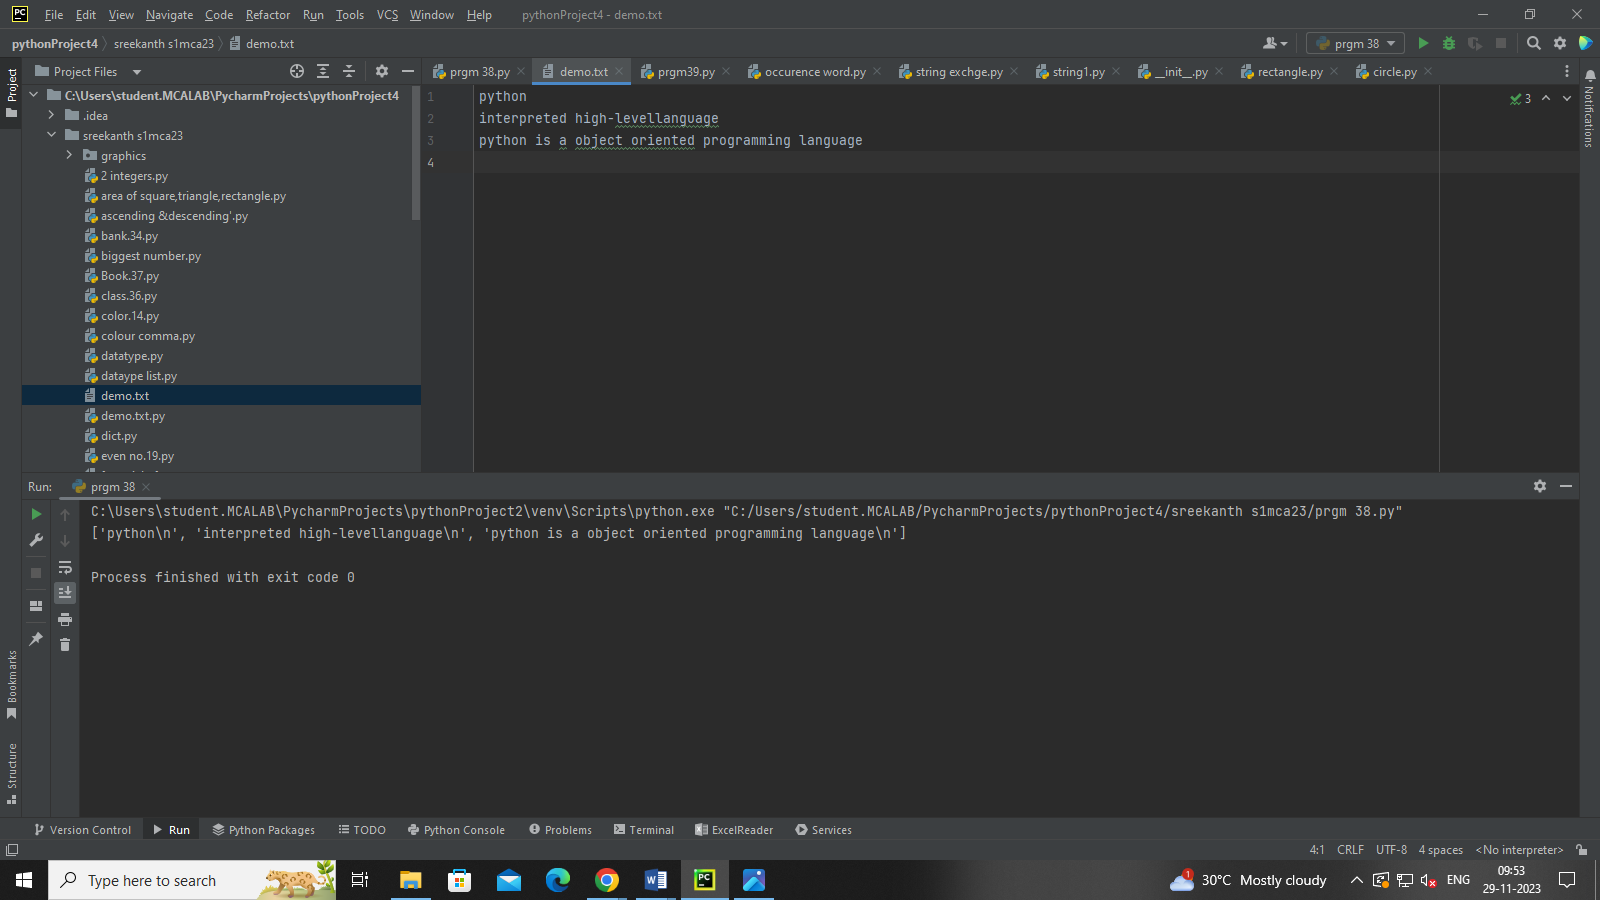 PC File Edit View Navigate Code Refactor Run Tools VCS Window Help pythonProject4 - demo.txt
pythonProject4 sreekanth s1mca23 demo.txt prgm 38
Project
Project Files
prgm 38.py demo.txt prgm39.py occurence word.py string exchge.py string1.py __init__.py rectangle.py circle.py
Notifications
C:\Users\student.MCALAB\PycharmProjects\pythonProject4
.idea
sreekanth s1mca23
graphics
2 integers.py
area of square,triangle,rectangle.py
ascending &descending'.py
bank.34.py
biggest number.py
Book.37.py
class.36.py
color.14.py
colour comma.py
datatype.py
dataype list.py
demo.txt
demo.txt.py
dict.py
even no.19.py
1 python
2 interpreted high-levellanguage
3 python is a object oriented programming language
4
3
Run: prgm 38
C:\Users\student.MCALAB\PycharmProjects\pythonProject2\venv\Scripts\python.exe "C:/Users/student.MCALAB/PycharmProjects/pythonProject4/sreekanth s1mca23/prgm 38.py"
['python\n', 'interpreted high-levellanguage\n', 'python is a object oriented programming language\n']
Process finished with exit code 0
Bookmarks
Structure
Version Control Run Python Packages TODO Python Console Problems Terminal ExcelReader Services
4:1 CRLF UTF-8 4 spaces <No interpreter>
Type here to search
W PC 1 30°C Mostly cloudy ENG 09:53
29-11-2023